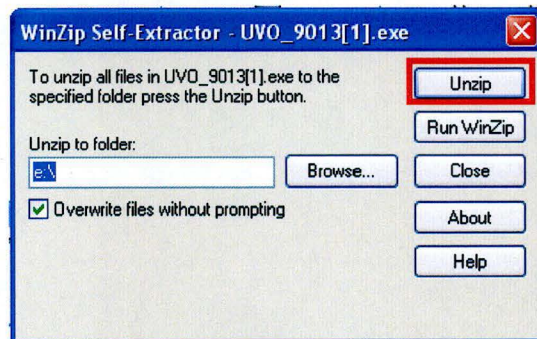 WinZip Self-Extractor - UVO_9013[1].exe
To unzip all files in UVO_9013[1].exe to the
specified folder press the Unzip button.
Unzip
Run WinZip
Unzip to folder:
e:\
Browse...
Close
Overwrite files without prompting
About
Help